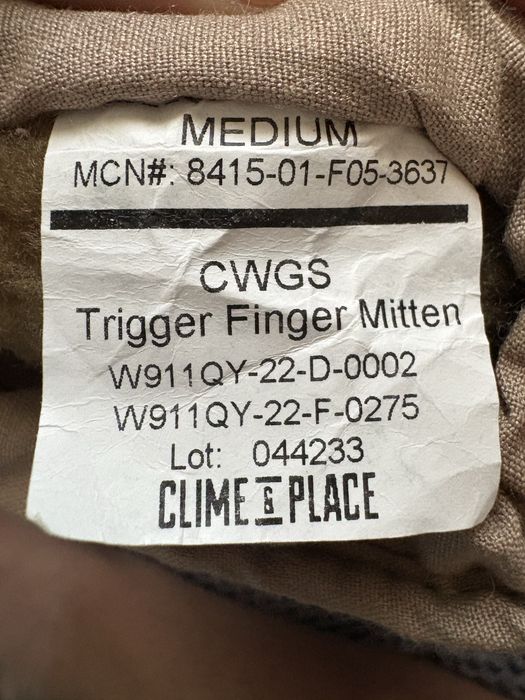 MEDIUM
MCN#: 8415-01-F05-3637
CWGS
Trigger Finger Mitten
W911QY-22-D-0002
W911QY-22-F-0275
Lot: 044233
CLIME & PLACE